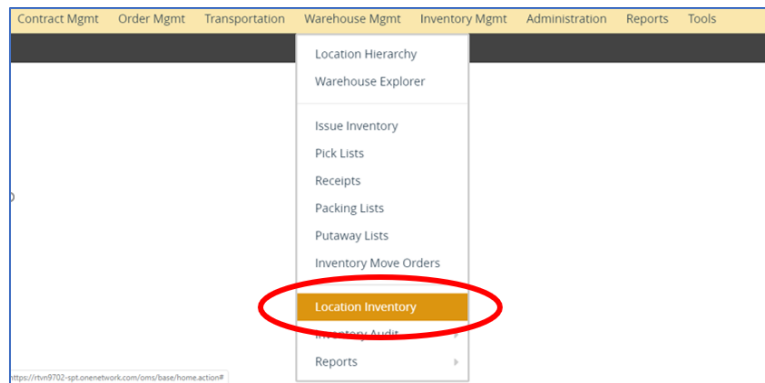 Contract Mgmt Order Mgmt Transportation Warehouse Mgmt Inventory Mgmt Administration Reports Tools
Location Hierarchy
Warehouse Explorer
Issue Inventory
Pick Lists
Receipts
Packing Lists
Putaway Lists
Inventory Move Orders
Location Inventory
Inventory Audit
Reports
https://rtvn9702-spt.onenetwork.com/oms/base/home.action#